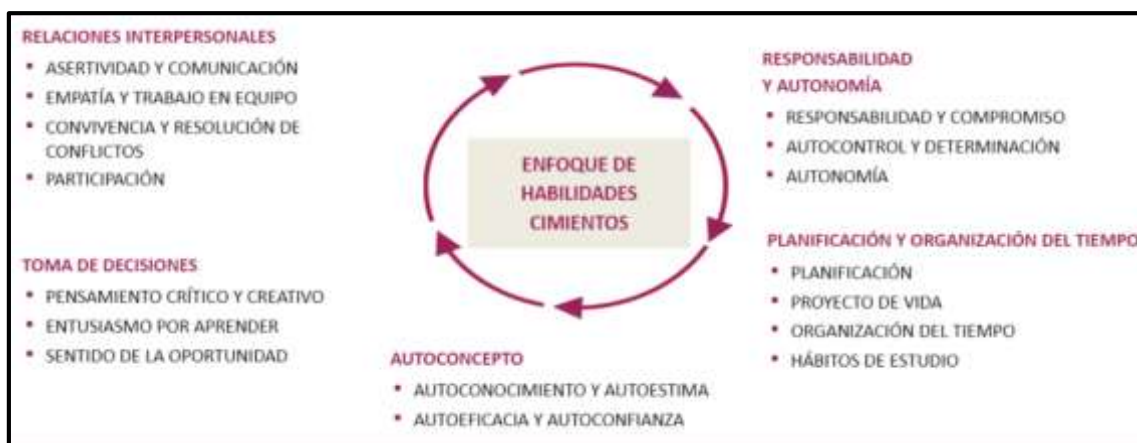 RELACIONES INTERPERSONALES
• ASERTIVIDAD Y COMUNICACIÓN
• EMPATÍA Y TRABAJO EN EQUIPO
• CONVIVENCIA Y RESOLUCIÓN DE
CONFLICTOS
• PARTICIPACIÓN
RESPONSABILIDAD
Y AUTONOMÍA
• RESPONSABILIDAD Y COMPROMISO
• AUTOCONTROL Y DETERMINACIÓN
• AUTONOMÍA
ENFOQUE DE
HABILIDADES
CIMIENTOS
TOMA DE DECISIONES
• PENSAMIENTO CRÍTICO Y CREATIVO
• ENTUSIASMO POR APRENDER
• SENTIDO DE LA OPORTUNIDAD
PLANIFICACIÓN Y ORGANIZACIÓN DEL TIEMPO
• PLANIFICACIÓN
• PROYECTO DE VIDA
• ORGANIZACIÓN DEL TIEMPO
• HÁBITOS DE ESTUDIO
AUTOCONCEPTO
• AUTOCONOCIMIENTO Y AUTOESTIMA
• AUTOEFICACIA Y AUTOCONFIANZA